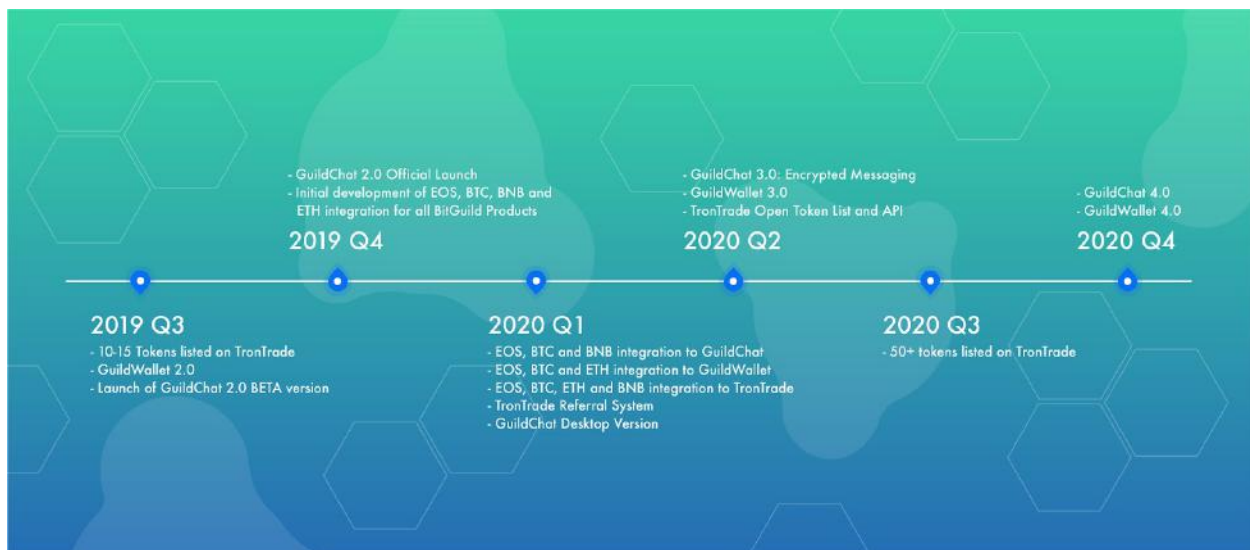 - GuildChat 2.0 Official Launch
- Initial development of EOS, BTC, BNB and
ETH integration for all BitGuild Products
2019 Q4
- GuildChat 3.0: Encrypted Messaging
- GuildWallet 3.0
- TronTrade Open Token List and API
2020 Q2
- GuildChat 4.0
- GuildWallet 4.0
2020 Q4
2019 Q3
- 10-15 Tokens listed on TronTrade
- GuildWallet 2.0
- Launch of GuildChat 2.0 BETA version
2020 Q1
- EOS, BTC and BNB integration to GuildChat
- EOS, BTC and ETH integration to GuildWallet
- EOS, BTC, ETH and BNB integration to TronTrade
- TronTrade Referral System
- GuildChat Desktop Version
2020 Q3
- 50+ tokens listed on TronTrade